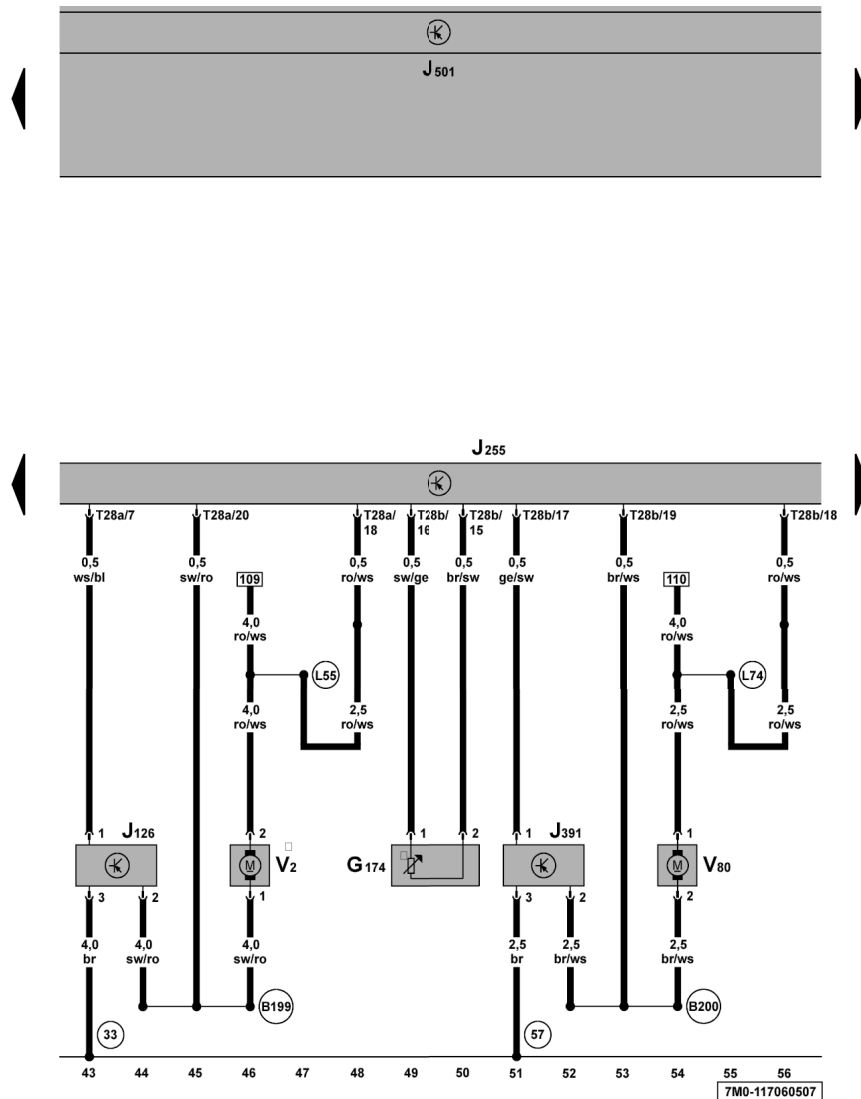 J501
J255
T28a/7 T28a/20 T28a/ T28b/ T28b/ T28b/17 T28b/19 T28b/18
18 16 15
0,5 0,5 0,5 0,5 0,5 0,5 0,5 0,5
ws/bl sw/ro 109 ro/ws sw/ge br/sw ge/sw br/ws 110 ro/ws
4,0 4,0
ro/ws ro/ws
L55 L74
4,0 2,5 2,5 2,5
ro/ws ro/ws ro/ws ro/ws
1 J126 2 1 2 1 J391 1
V2 G174 V80
3 2 1 3 2 2
4,0 4,0 4,0 2,5 2,5 2,5
br sw/ro sw/ro br br/ws br/ws
B199 B200
33 57
43 44 45 46 47 48 49 50 51 52 53 54 55 56
7M0-117060507